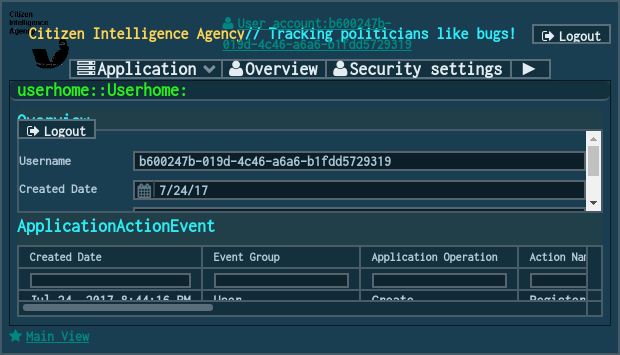 Citizen
Intelligence
Agency
User account:b600247b-
019d-4c46-a6a6-b1fdd5729319
Citizen Intelligence Agency// Tracking politicians like bugs!
Logout
Application
Overview
Security settings
userhome::Userhome:
Overview
Logout
Username
b600247b-019d-4c46-a6a6-b1fdd5729319
Created Date
7/24/17
ApplicationActionEvent
Created Date Event Group Application Operation Action Nam
Jul 24, 2017 8:44:16 PM User Create Register
Main View